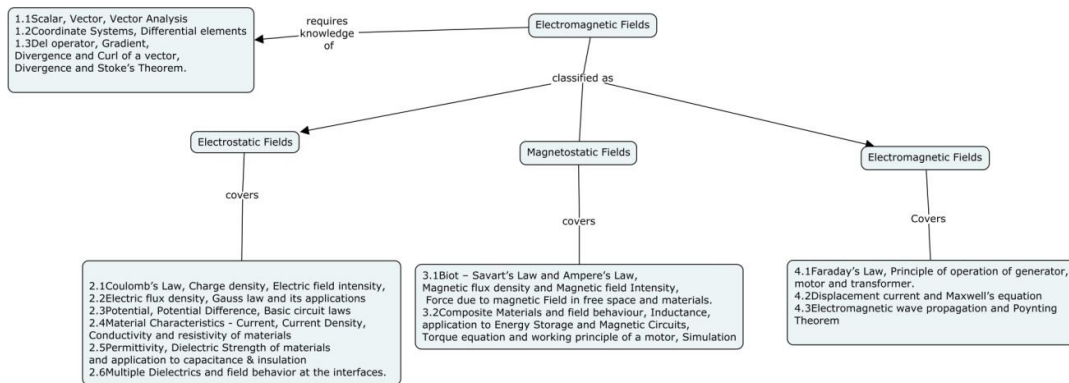 Electromagnetic Fields
requires
knowledge
of
1.1Scalar, Vector, Vector Analysis
1.2Coordinate Systems, Differential elements
1.3Del operator, Gradient,
Divergence and Curl of a vector,
Divergence and Stoke's Theorem.
classified as
Electrostatic Fields
Magnetostatic Fields
Electromagnetic Fields
covers
covers
Covers
2.1Coulomb's Law, Charge density, Electric field intensity,
2.2Electric flux density, Gauss law and its applications
2.3Potential, Potential Difference, Basic circuit laws
2.4Material Characteristics - Current, Current Density,
Conductivity and resistivity of materials
2.5Permittivity, Dielectric Strength of materials
and application to capacitance & insulation
2.6Multiple Dielectrics and field behavior at the interfaces.
3.1Biot – Savart's Law and Ampere's Law,
Magnetic flux density and Magnetic field Intensity,
Force due to magnetic Field in free space and materials.
3.2Composite Materials and field behaviour, Inductance,
application to Energy Storage and Magnetic Circuits,
Torque equation and working principle of a motor, Simulation
4.1Faraday's Law, Principle of operation of generator,
motor and transformer.
4.2Displacement current and Maxwell's equation
4.3Electromagnetic wave propagation and Poynting
Theorem